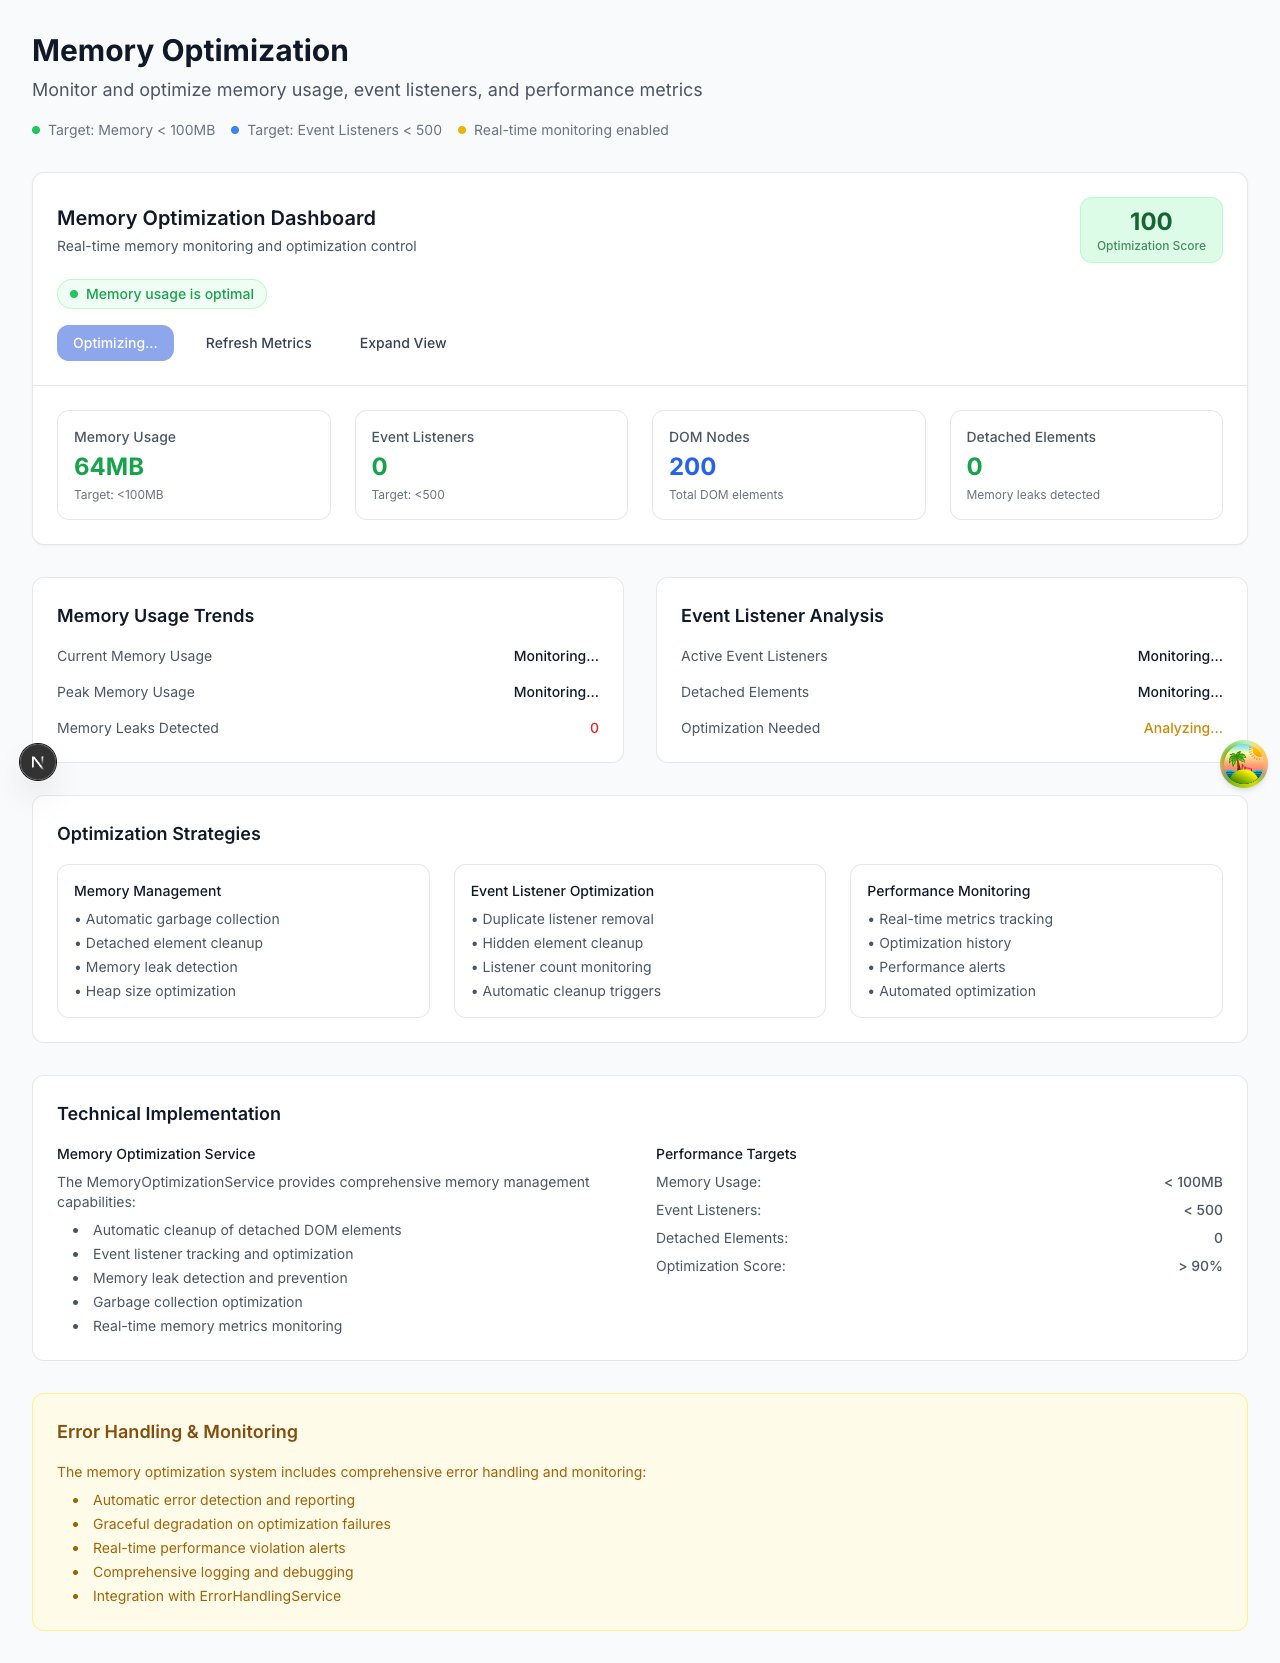 Memory Optimization
Monitor and optimize memory usage, event listeners, and performance metrics
Target: Memory < 100MB
Target: Event Listeners < 500
Real-time monitoring enabled
Memory Optimization Dashboard
Real-time memory monitoring and optimization control
100
Optimization Score
Memory usage is optimal
Optimizing...
Refresh Metrics
Expand View
Memory Usage
64MB
Target: <100MB
Event Listeners
0
Target: <500
DOM Nodes
200
Total DOM elements
Detached Elements
0
Memory leaks detected
Memory Usage Trends
Current Memory Usage
Monitoring...
Peak Memory Usage
Monitoring...
Memory Leaks Detected
0
Event Listener Analysis
Active Event Listeners
Monitoring...
Detached Elements
Monitoring...
Optimization Needed
Analyzing...
N
Optimization Strategies
Memory Management
• Automatic garbage collection
• Detached element cleanup
• Memory leak detection
• Heap size optimization
Event Listener Optimization
• Duplicate listener removal
• Hidden element cleanup
• Listener count monitoring
• Automatic cleanup triggers
Performance Monitoring
• Real-time metrics tracking
• Optimization history
• Performance alerts
• Automated optimization
Technical Implementation
Memory Optimization Service
The MemoryOptimizationService provides comprehensive memory management
capabilities:
• Automatic cleanup of detached DOM elements
• Event listener tracking and optimization
• Memory leak detection and prevention
• Garbage collection optimization
• Real-time memory metrics monitoring
Performance Targets
Memory Usage:
< 100MB
Event Listeners:
< 500
Detached Elements:
0
Optimization Score:
> 90%
Error Handling & Monitoring
The memory optimization system includes comprehensive error handling and monitoring:
• Automatic error detection and reporting
• Graceful degradation on optimization failures
• Real-time performance violation alerts
• Comprehensive logging and debugging
• Integration with ErrorHandlingService